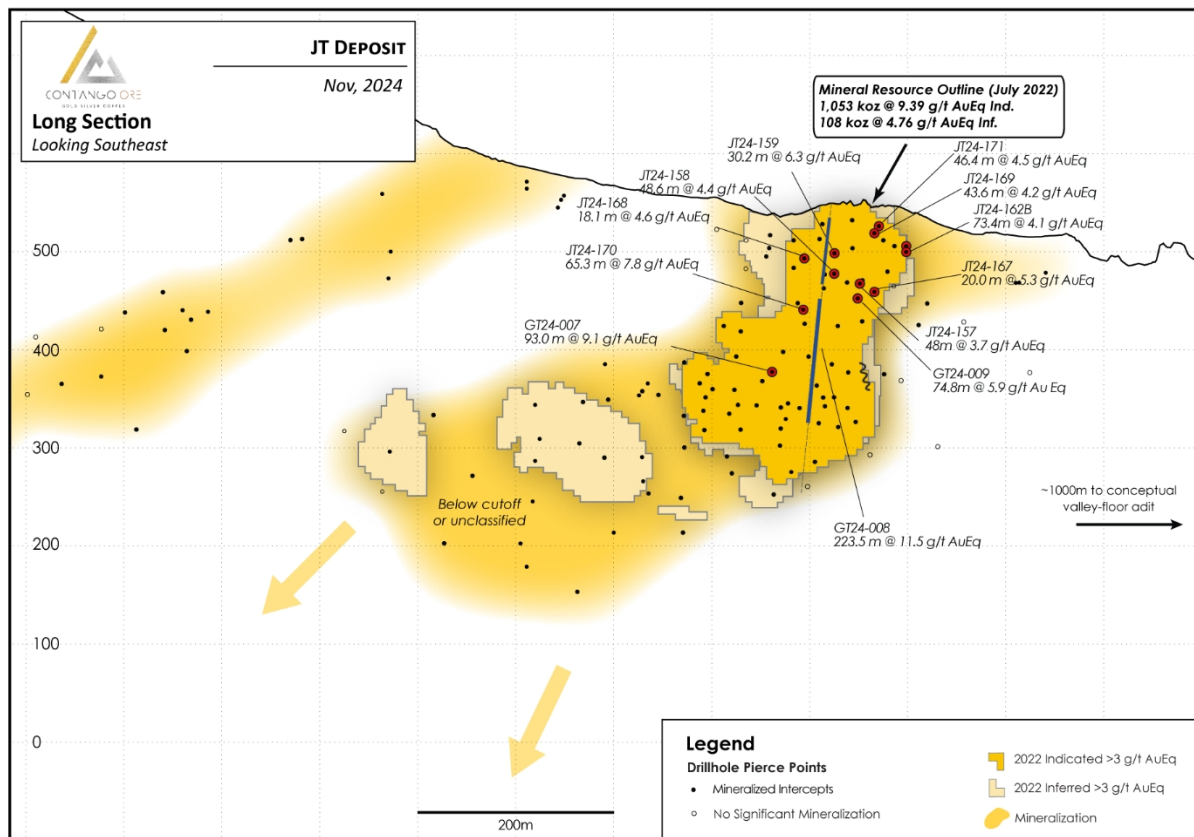 CONTANGO ORE
GOLD SILVER COPPER
JT DEPOSIT
Nov, 2024
Long Section
Looking Southeast
Mineral Resource Outline (July 2022)
1,053 koz @ 9.39 g/t AuEq Ind.
108 koz @ 4.76 g/t AuEq Inf.
JT24-159
30.2 m @ 6.3 g/t AuEq
JT24-171
46.4 m @ 4.5 g/t AuEq
JT24-158
48.6 m @ 4.4 g/t AuEq
JT24-169
43.6 m @ 4.2 g/t AuEq
JT24-168
18.1 m @ 4.6 g/t AuEq
JT24-162B
73.4m @ 4.1 g/t AuEq
JT24-170
65.3 m @ 7.8 g/t AuEq
JT24-167
20.0 m @ 5.3 g/t AuEq
GT24-007
93.0 m @ 9.1 g/t AuEq
JT24-157
48m @ 3.7 g/t AuEq
GT24-009
74.8m @ 5.9 g/t Au Eq
500
400
300
200
100
0
Below cutoff
or unclassified
GT24-008
223.5 m @ 11.5 g/t AuEq
~1000m to conceptual
valley-floor adit
200m
Legend
Drillhole Pierce Points
Mineralized Intercepts
No Significant Mineralization
2022 Indicated >3 g/t AuEq
2022 Inferred >3 g/t AuEq
Mineralization